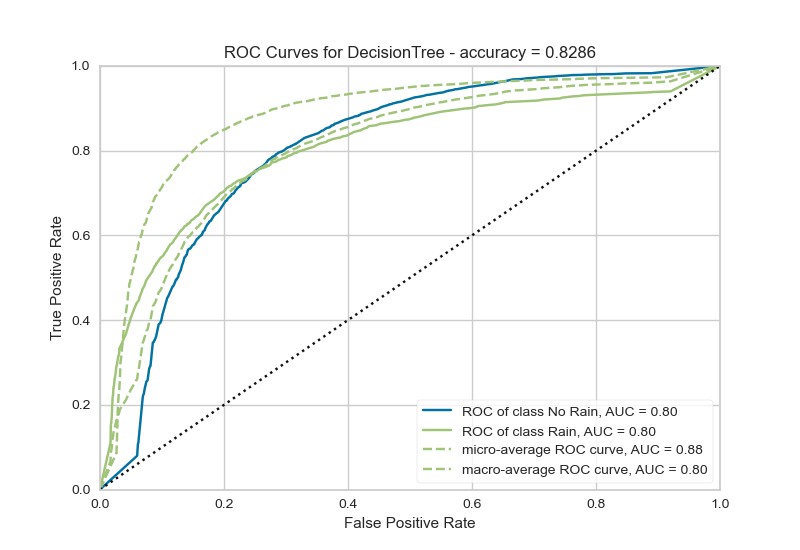 ROC Curves for DecisionTree - accuracy = 0.8286
1.0
0.8
0.6
0.4
0.2
0.0
True Positive Rate
ROC of class No Rain, AUC = 0.80
ROC of class Rain, AUC = 0.80
micro-average ROC curve, AUC = 0.88
macro-average ROC curve, AUC = 0.80
0.0 0.2 0.4 0.6 0.8 1.0
False Positive Rate